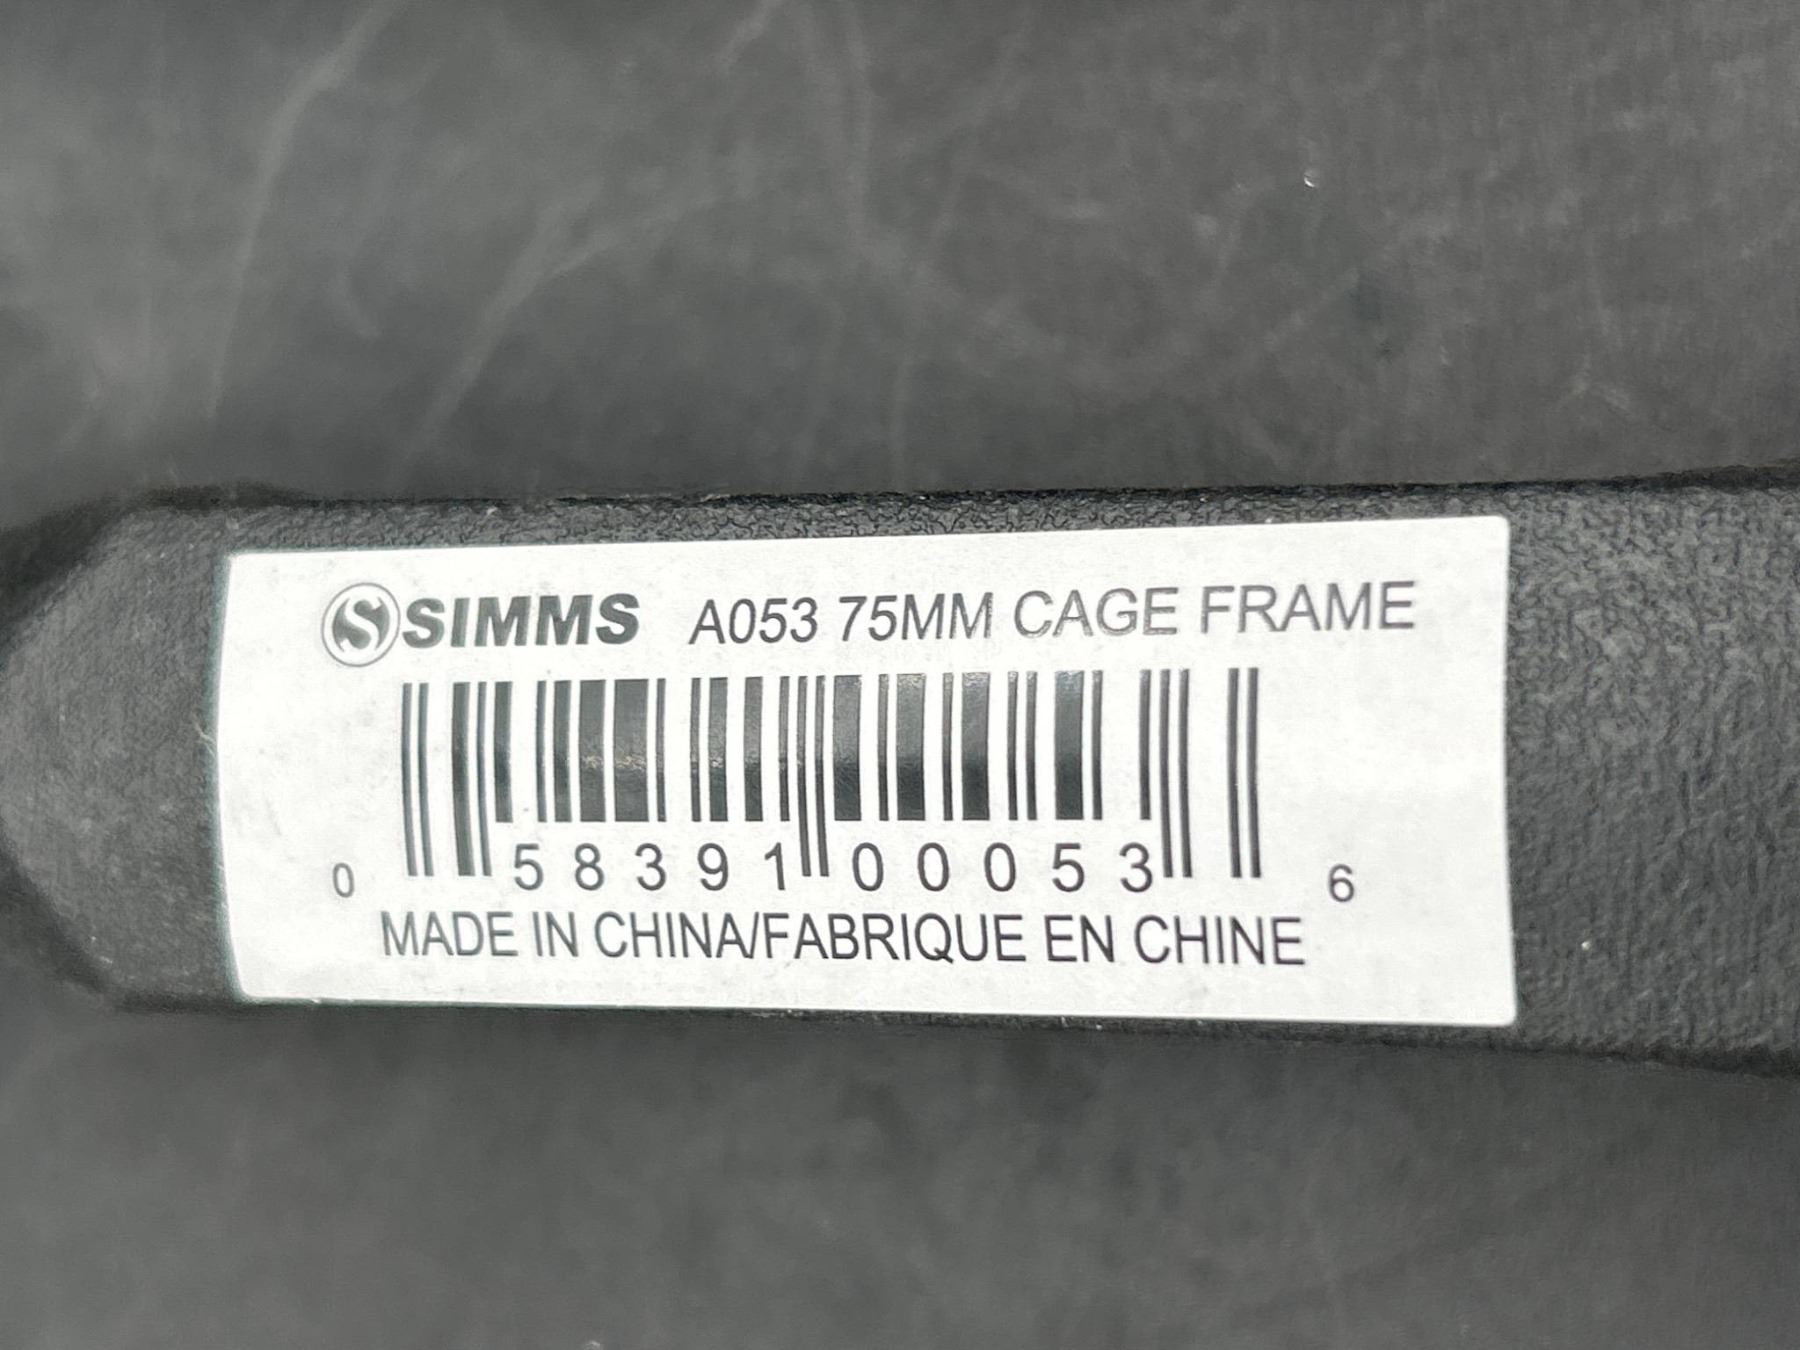 SIMMS A053 75MM CAGE FRAME
0 58391 00053 6
MADE IN CHINA/FABRIQUE EN CHINE